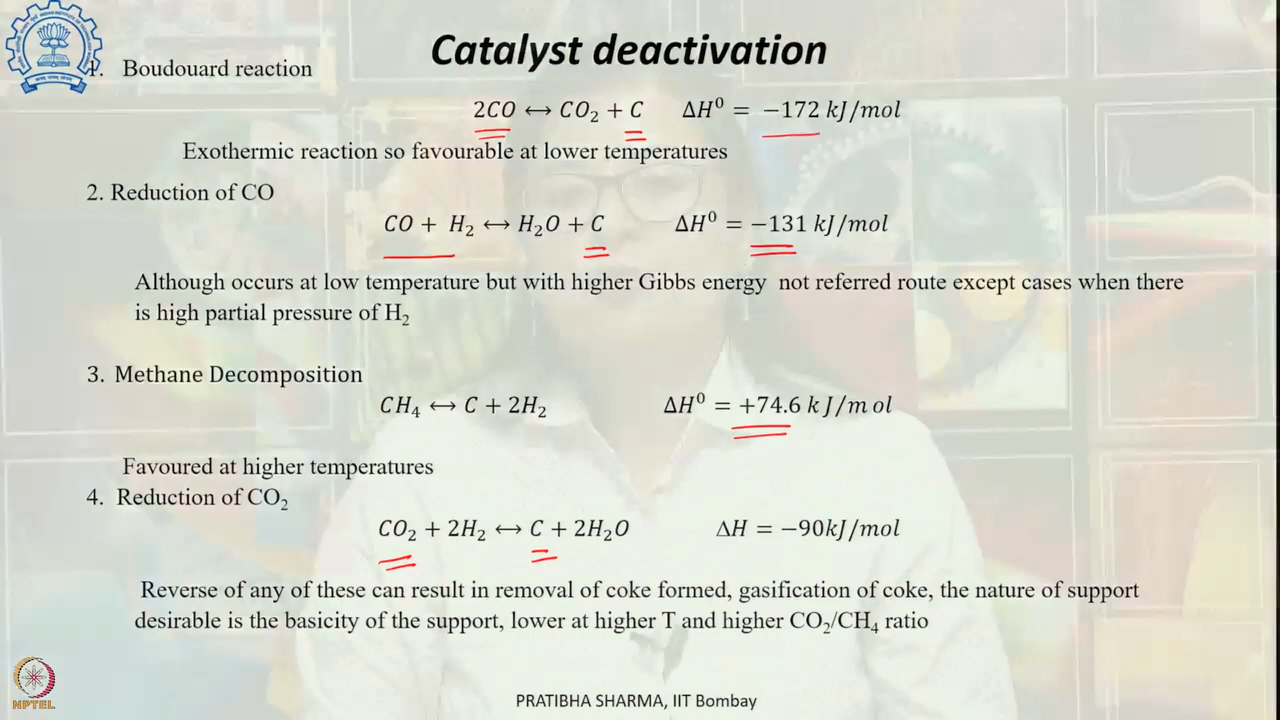 Catalyst deactivation
1. Boudouard reaction
2CO ↔ CO₂ + C ΔH⁰ = −172 kJ/mol
Exothermic reaction so favourable at lower temperatures
2. Reduction of CO
CO + H₂ ↔ H₂O + C ΔH⁰ = −131 kJ/mol
Although occurs at low temperature but with higher Gibbs energy not referred route except cases when there
is high partial pressure of H₂
3. Methane Decomposition
CH₄ ↔ C + 2H₂ ΔH⁰ = +74.6 k J/m ol
Favoured at higher temperatures
4. Reduction of CO₂
CO₂ + 2H₂ ↔ C + 2H₂O ΔH = −90kJ/mol
Reverse of any of these can result in removal of coke formed, gasification of coke, the nature of support
desirable is the basicity of the support, lower at higher T and higher CO₂/CH₄ ratio
NPTEL
PRATIBHA SHARMA, IIT Bombay